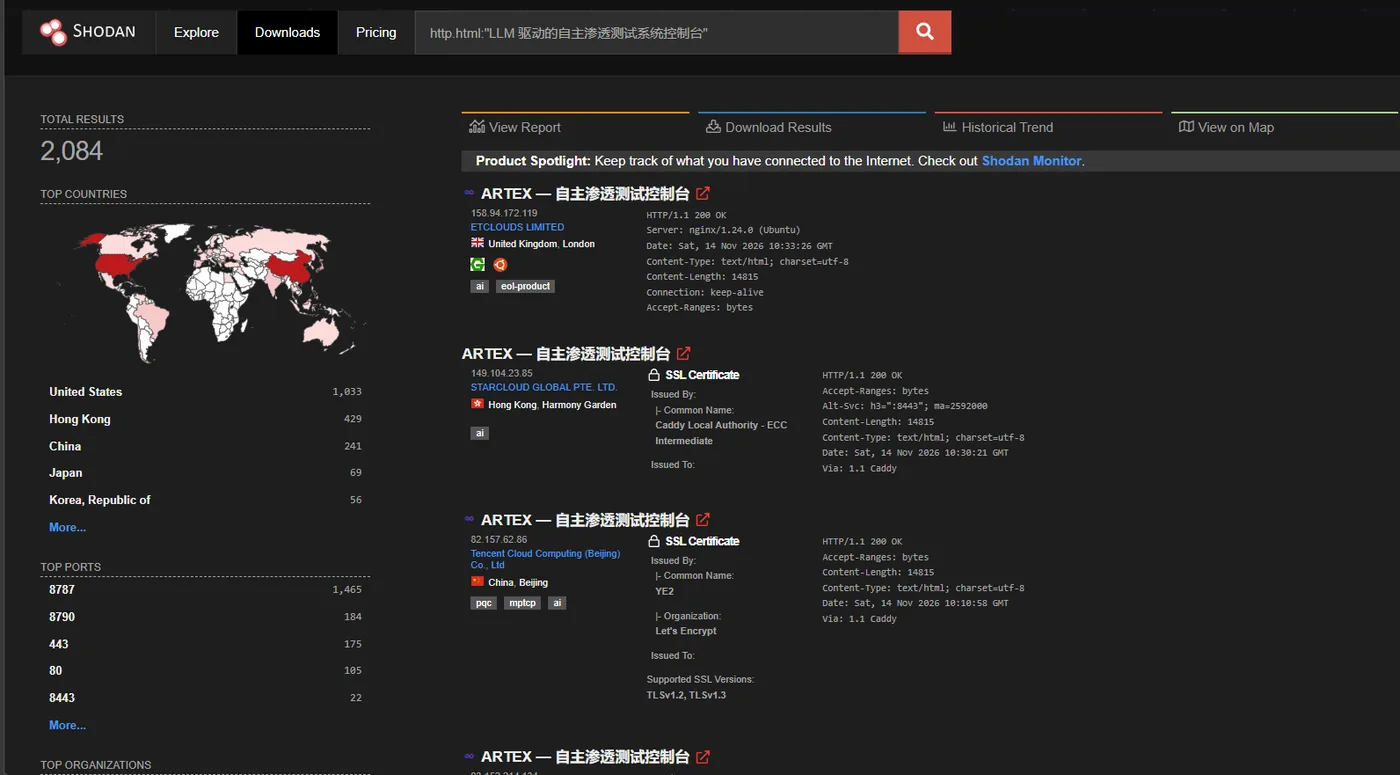 SHODAN
Explore
Downloads
Pricing
http.html:"LLM 驱动的自主渗透测试系统控制台"
TOTAL RESULTS
2,084
TOP COUNTRIES
United States 1,033
Hong Kong 429
China 241
Japan 69
Korea, Republic of 56
More...
TOP PORTS
8787 1,465
8790 184
443 175
80 105
8443 22
More...
TOP ORGANIZATIONS
View Report
Download Results
Historical Trend
View on Map
Product Spotlight: Keep track of what you have connected to the Internet. Check out Shodan Monitor.
ARTEX — 自主渗透测试控制台
158.94.172.119
ETCLOUDS LIMITED
United Kingdom, London
ai
eol-product
HTTP/1.1 200 OK
Server: nginx/1.24.0 (Ubuntu)
Date: Sat, 14 Nov 2026 10:33:26 GMT
Content-Type: text/html; charset=utf-8
Content-Length: 14815
Connection: keep-alive
Accept-Ranges: bytes
ARTEX — 自主渗透测试控制台
149.104.23.85
STARCLOUD GLOBAL PTE. LTD.
Hong Kong, Harmony Garden
ai
SSL Certificate
Issued By:
|- Common Name:
Caddy Local Authority - ECC
Intermediate
Issued To:
HTTP/1.1 200 OK
Accept-Ranges: bytes
Alt-Svc: h3=":8443"; ma=2592000
Content-Length: 14815
Content-Type: text/html; charset=utf-8
Date: Sat, 14 Nov 2026 10:30:21 GMT
Via: 1.1 Caddy
ARTEX — 自主渗透测试控制台
82.157.62.86
Tencent Cloud Computing (Beijing)
Co., Ltd
China, Beijing
pqc
mptcp
ai
SSL Certificate
Issued By:
|- Common Name:
YE2
|- Organization:
Let's Encrypt
Issued To:
Supported SSL Versions:
TLSv1.2, TLSv1.3
HTTP/1.1 200 OK
Accept-Ranges: bytes
Content-Length: 14815
Content-Type: text/html; charset=utf-8
Date: Sat, 14 Nov 2026 10:10:58 GMT
Via: 1.1 Caddy
ARTEX — 自主渗透测试控制台